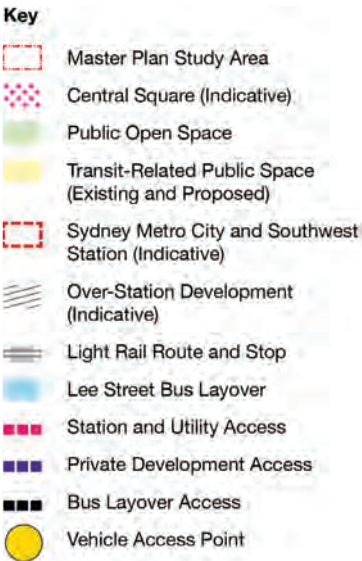 Key
Master Plan Study Area
Central Square (Indicative)
Public Open Space
Transit-Related Public Space
(Existing and Proposed)
Sydney Metro City and Southwest
Station (Indicative)
Over-Station Development
(Indicative)
Light Rail Route and Stop
Lee Street Bus Layover
Station and Utility Access
Private Development Access
Bus Layover Access
Vehicle Access Point